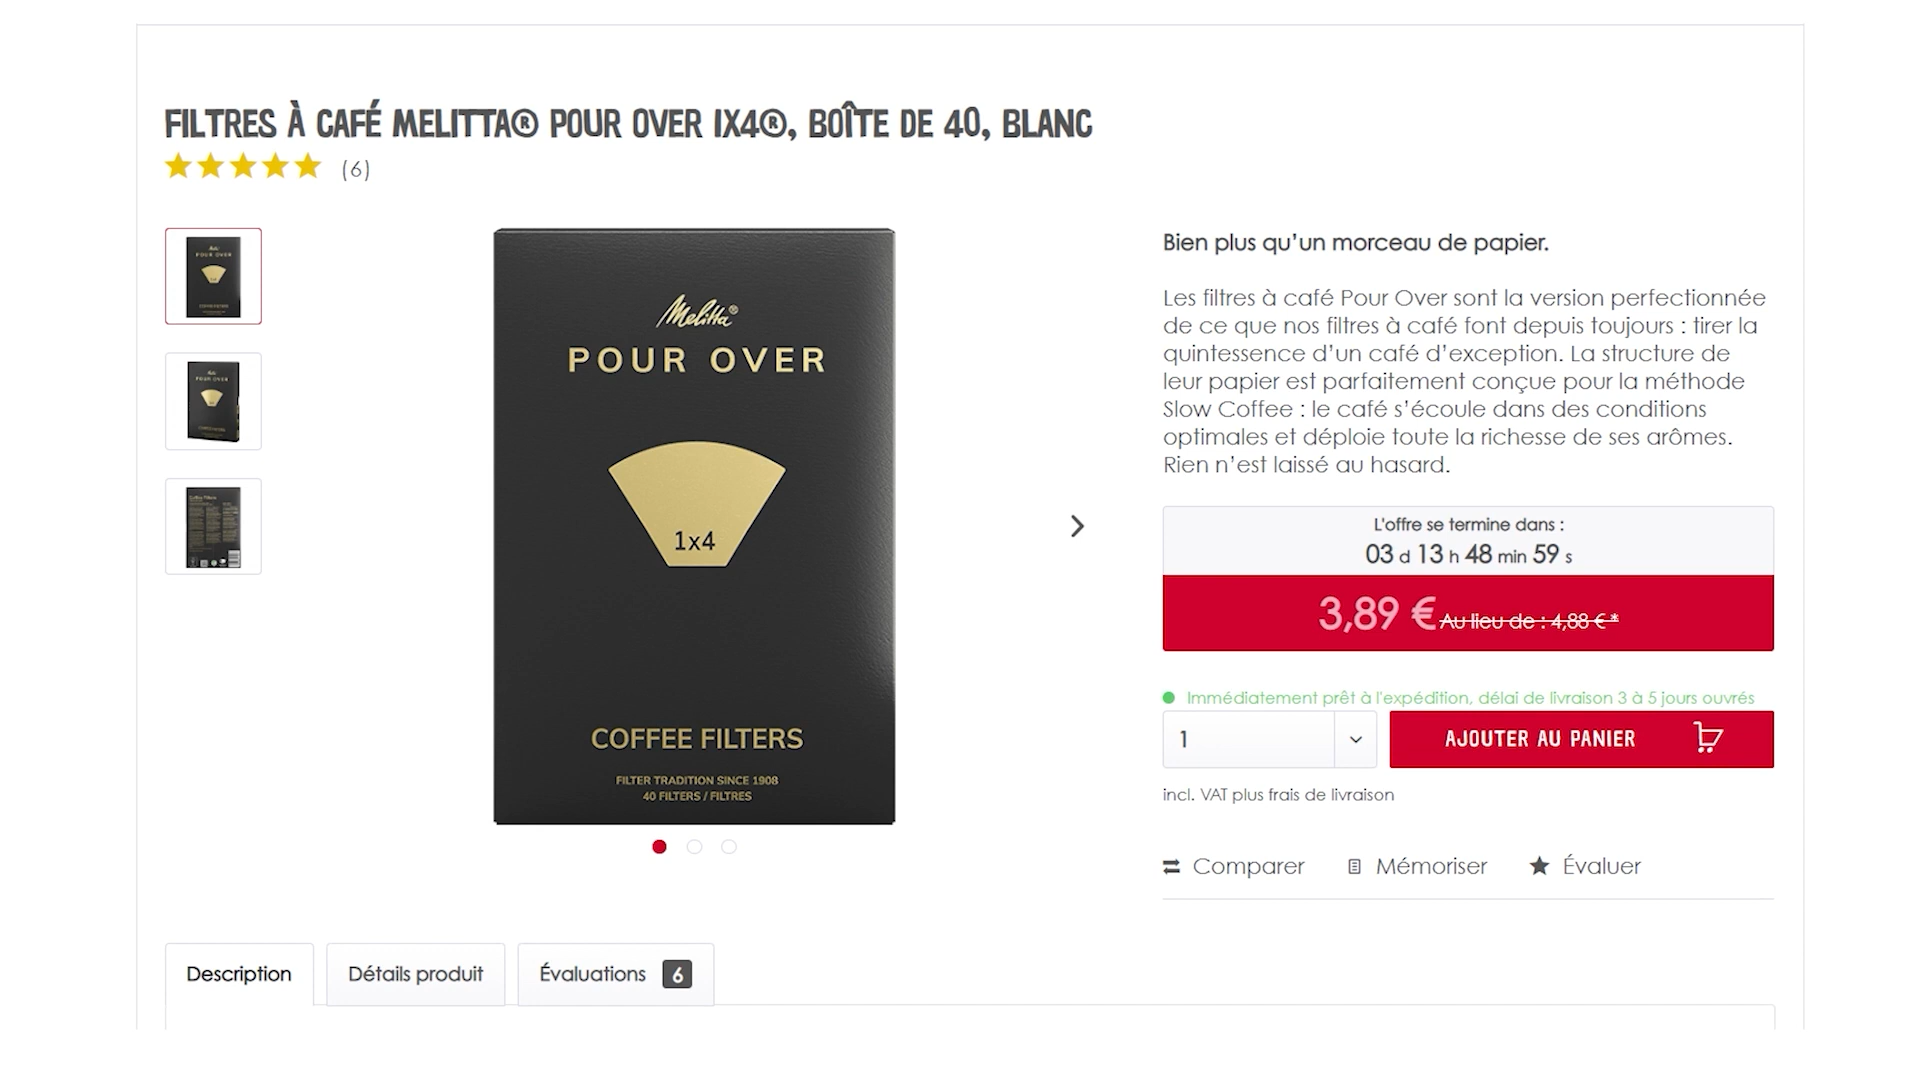 FILTRES À CAFÉ MELITTA® POUR OVER 1X4®, BOÎTE DE 40, BLANC
(6)
Melitta®
POUR OVER
1x4
COFFEE FILTERS
FILTER TRADITION SINCE 1908
40 FILTERS / FILTRES
Bien plus qu’un morceau de papier.
Les filtres à café Pour Over sont la version perfectionnée
de ce que nos filtres à café font depuis toujours : tirer la
quintessence d’un café d’exception. La structure de
leur papier est parfaitement conçue pour la méthode
Slow Coffee : le café s’écoule dans des conditions
optimales et déploie toute la richesse de ses arômes.
Rien n’est laissé au hasard.
L'offre se termine dans :
03 d 13 h 48 min 59 s
3,89 € Au lieu de : 4,88 € *
Immédiatement prêt à l'expédition, délai de livraison 3 à 5 jours ouvrés
1
AJOUTER AU PANIER
incl. VAT plus frais de livraison
Comparer Mémoriser Évaluer
Description Détails produit Évaluations 6